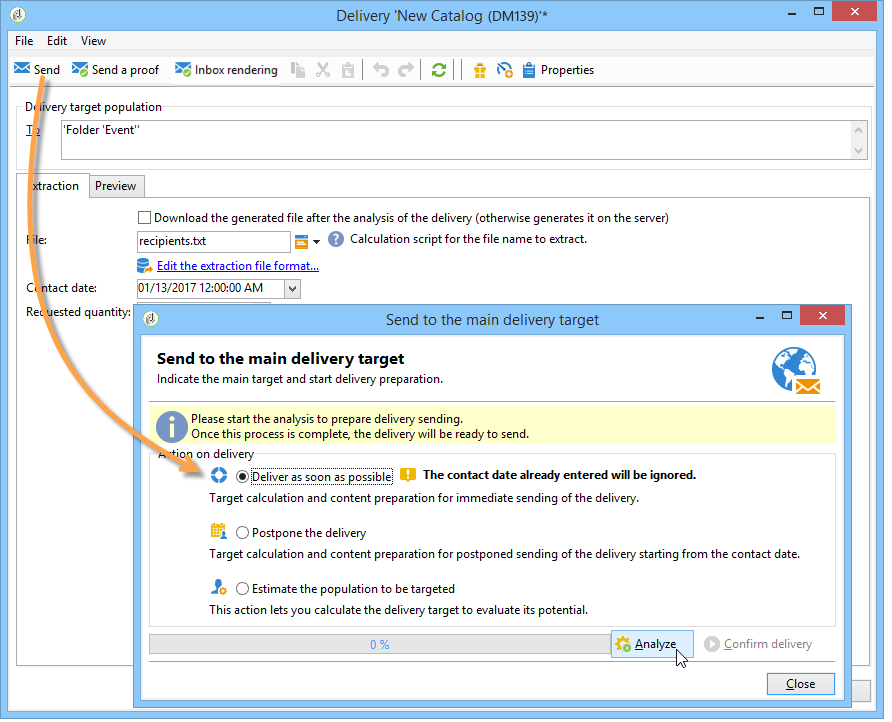 Delivery 'New Catalog (DM139)'*
File Edit View
Send Send a proof Inbox rendering Properties
Delivery target population
To 'Folder 'Event''
Extraction Preview
Download the generated file after the analysis of the delivery (otherwise generates it on the server)
File: recipients.txt Calculation script for the file name to extract.
Edit the extraction file format...
Contact date: 01/13/2017 12:00:00 AM
Requested quantity:
Send to the main delivery target
Send to the main delivery target
Indicate the main target and start delivery preparation.
Please start the analysis to prepare delivery sending.
Once this process is complete, the delivery will be ready to send.
Action on delivery
Deliver as soon as possible The contact date already entered will be ignored.
Target calculation and content preparation for immediate sending of the delivery.
Postpone the delivery
Target calculation and content preparation for postponed sending of the delivery starting from the contact date.
Estimate the population to be targeted
This action lets you calculate the delivery target to evaluate its potential.
0 % Analyze Confirm delivery
Close